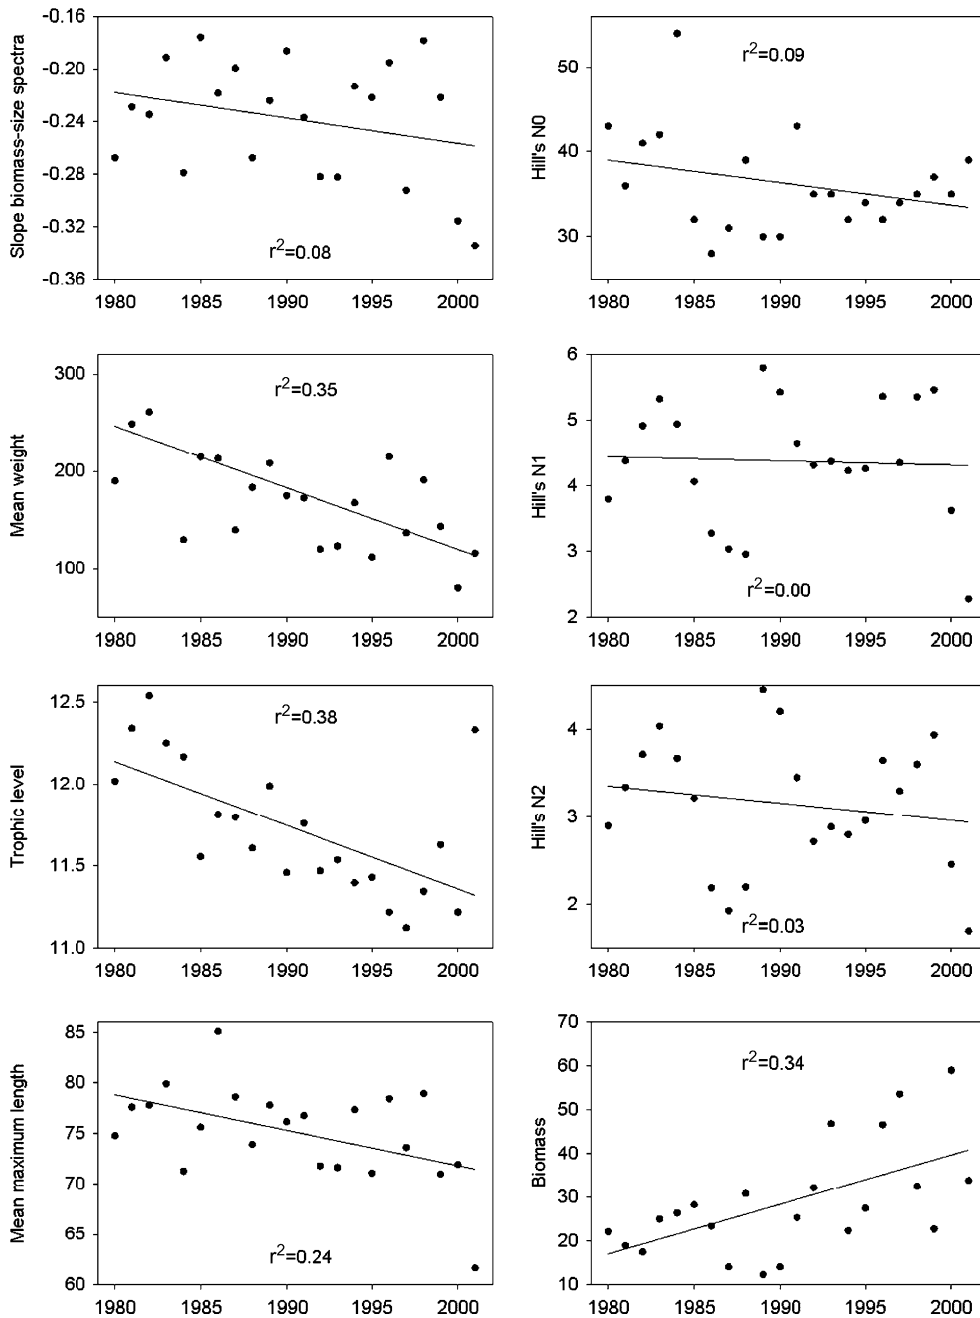 Slope biomass-size spectra
-0.16
-0.20
-0.24
-0.28
-0.32
-0.36
r2=0.08
1980 1985 1990 1995 2000
Hill's N0
50
40
30
r2=0.09
1980 1985 1990 1995 2000
Mean weight
300
200
100
r2=0.35
1980 1985 1990 1995 2000
Hill's N1
6
5
4
3
2
r2=0.00
1980 1985 1990 1995 2000
Trophic level
12.5
12.0
11.5
11.0
r2=0.38
1980 1985 1990 1995 2000
Hill's N2
4
3
2
r2=0.03
1980 1985 1990 1995 2000
Mean maximum length
85
80
75
70
65
60
r2=0.24
1980 1985 1990 1995 2000
Biomass
70
60
50
40
30
20
10
r2=0.34
1980 1985 1990 1995 2000